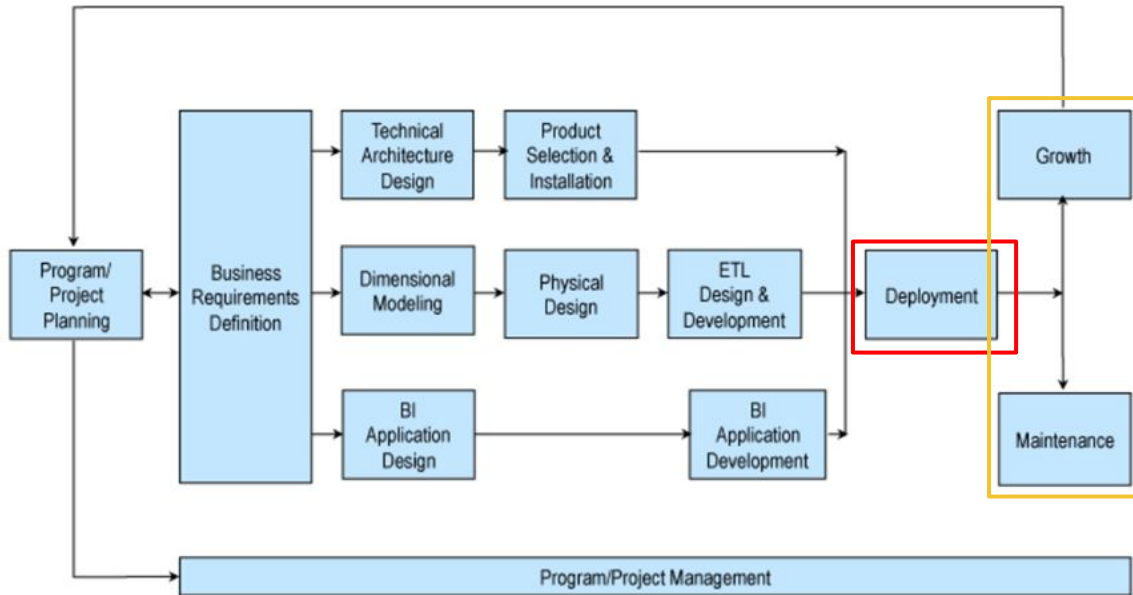 Program/
Project
Planning
Business
Requirements
Definition
Technical
Architecture
Design
Product
Selection &
Installation
Dimensional
Modeling
Physical
Design
ETL
Design &
Development
BI
Application
Design
BI
Application
Development
Deployment
Growth
Maintenance
Program/Project Management